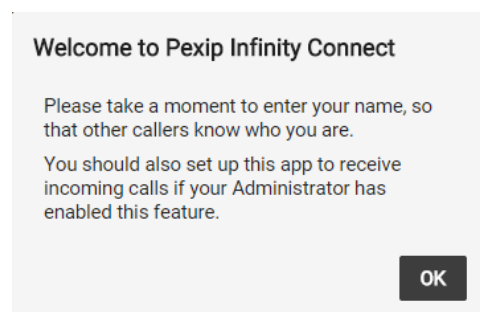 Welcome to Pexip Infinity Connect
Please take a moment to enter your name, so
that other callers know who you are.
You should also set up this app to receive
incoming calls if your Administrator has
enabled this feature.
OK